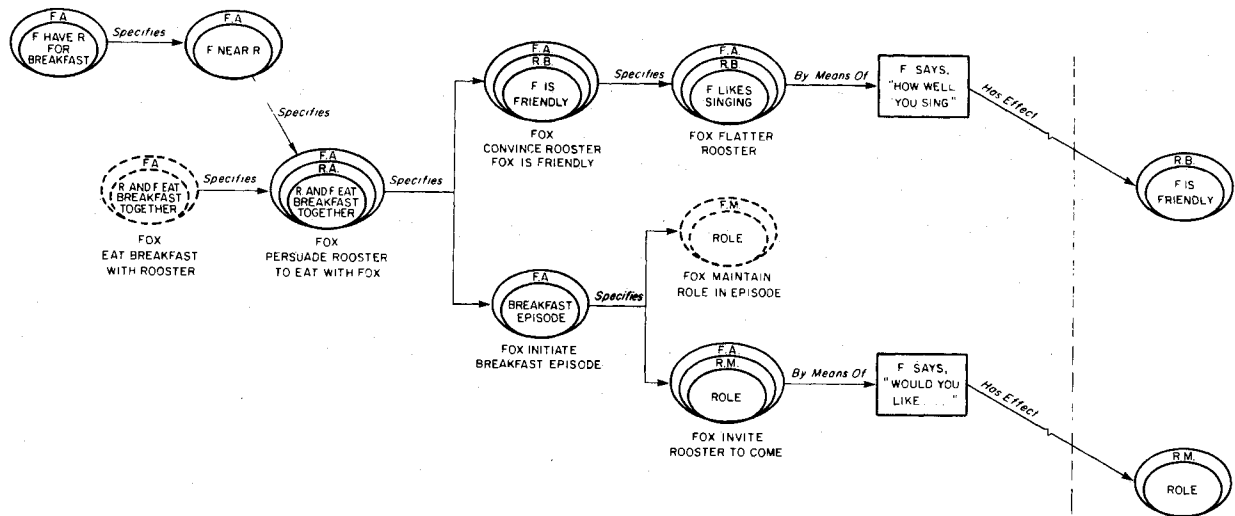 F.A
F HAVE R
FOR
BREAKFAST
Specifies
F.A
F NEAR R
Specifies
F.A
R AND F EAT
BREAKFAST
TOGETHER
FOX
EAT BREAKFAST
WITH ROOSTER
Specifies
F.A
R.A.
R AND F EAT
BREAKFAST
TOGETHER
FOX
PERSUADE ROOSTER
TO EAT WITH FOX
Specifies
F.A.
R.B.
F IS
FRIENDLY
FOX
CONVINCE ROOSTER
FOX IS FRIENDLY
Specifies
F.A.
R.B.
F LIKES
SINGING
FOX FLATTER
ROOSTER
By Means Of
F SAYS,
"HOW WELL
YOU SING"
Has Effect
R.B.
F IS
FRIENDLY
F.A
BREAKFAST
EPISODE
FOX INITIATE
BREAKFAST EPISODE
Specifies
F.M.
ROLE
FOX MAINTAIN
ROLE IN EPISODE
F.A
R.M.
ROLE
FOX INVITE
ROOSTER TO COME
By Means Of
F SAYS,
"WOULD YOU
LIKE . . . . "
Has Effect
R.M.
ROLE